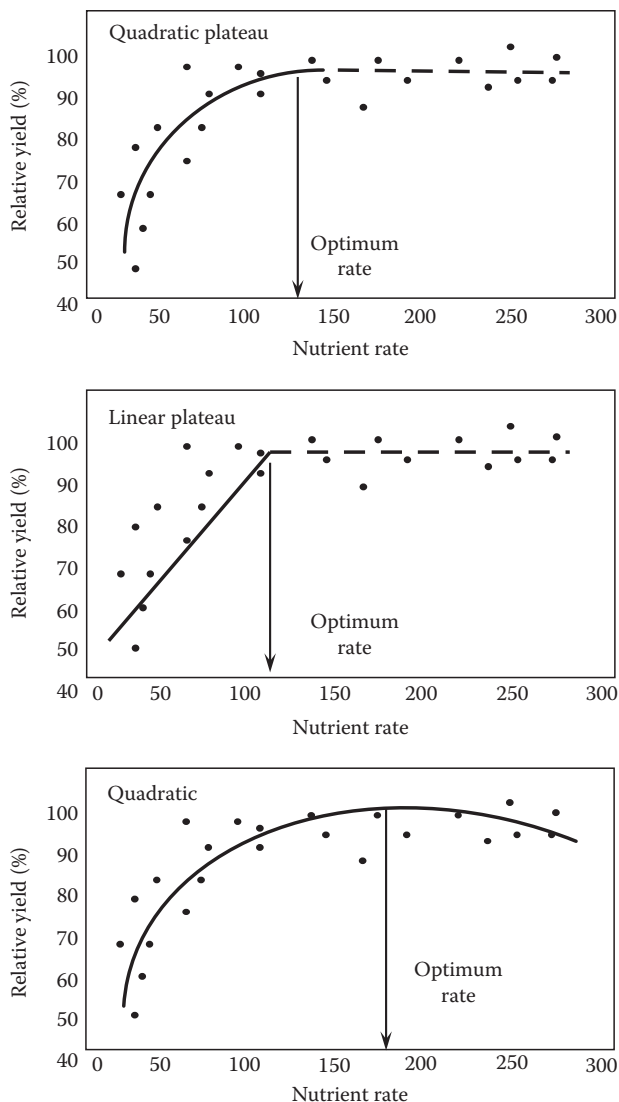 Quadratic plateau
Relative yield (%)
100
90
80
70
60
50
40
Optimum
rate
0 50 100 150 200 250 300
Nutrient rate
Linear plateau
Relative yield (%)
100
90
80
70
60
50
40
Optimum
rate
0 50 100 150 200 250 300
Nutrient rate
Quadratic
Relative yield (%)
100
90
80
70
60
50
40
Optimum
rate
0 50 100 150 200 250 300
Nutrient rate